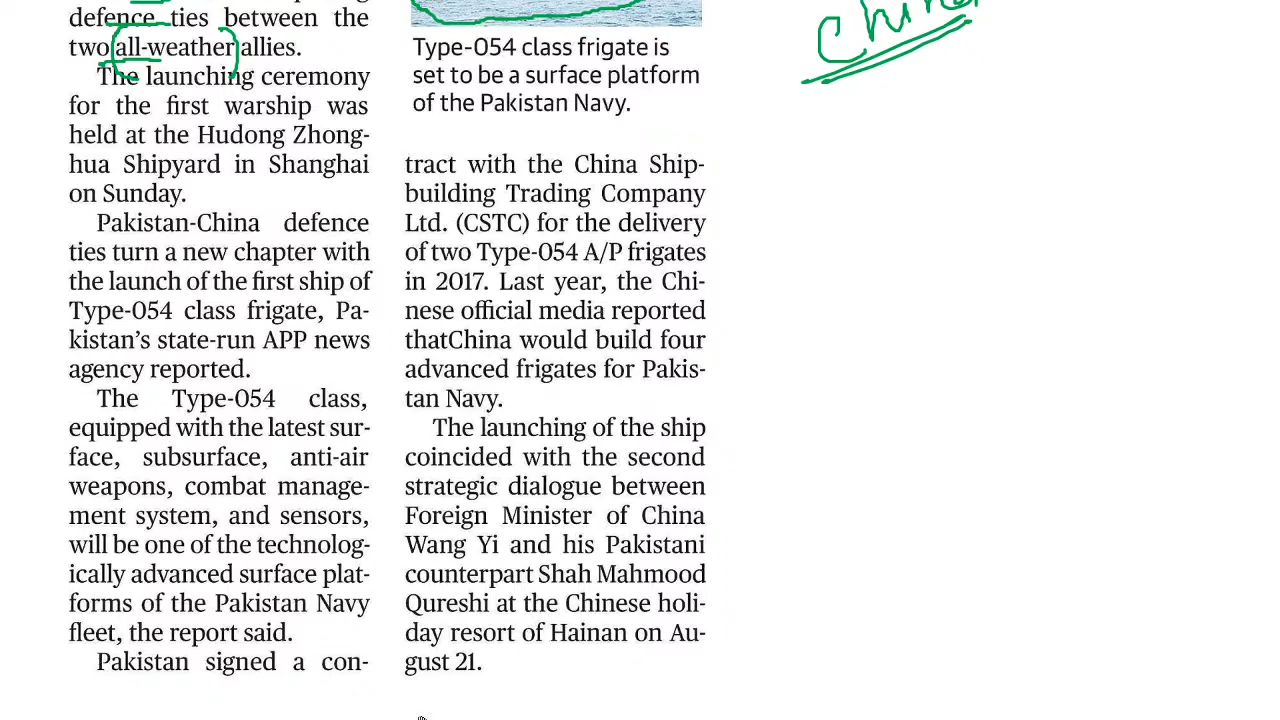 defence ties between the
two all-weather allies.
The launching ceremony
for the first warship was
held at the Hudong Zhong-
hua Shipyard in Shanghai
on Sunday.
Pakistan-China defence
ties turn a new chapter with
the launch of the first ship of
Type-054 class frigate, Pa-
kistan's state-run APP news
agency reported.
The Type-054 class,
equipped with the latest sur-
face, subsurface, anti-air
weapons, combat manage-
ment system, and sensors,
will be one of the technolog-
ically advanced surface plat-
forms of the Pakistan Navy
fleet, the report said.
Pakistan signed a con-
Type-054 class frigate is
set to be a surface platform
of the Pakistan Navy.
tract with the China Ship-
building Trading Company
Ltd. (CSTC) for the delivery
of two Type-054 A/P frigates
in 2017. Last year, the Chi-
nese official media reported
thatChina would build four
advanced frigates for Pakis-
tan Navy.
The launching of the ship
coincided with the second
strategic dialogue between
Foreign Minister of China
Wang Yi and his Pakistani
counterpart Shah Mahmood
Qureshi at the Chinese holi-
day resort of Hainan on Au-
gust 21.